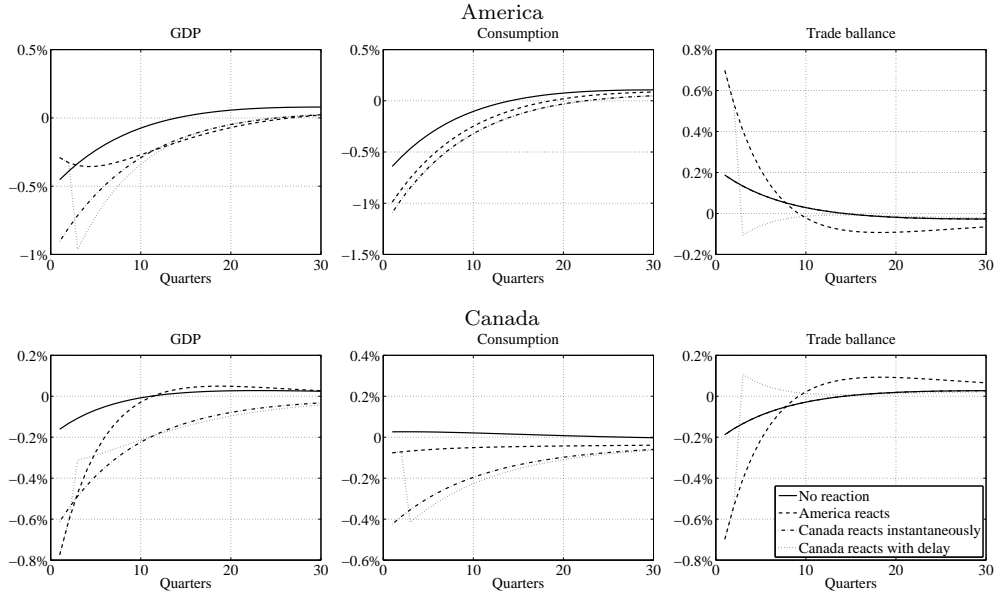 America
GDP
Consumption
Trade ballance
0.5%
0
−0.5%
−1%
0 10 20 30
Quarters
0.5%
0
−0.5%
−1%
−1.5%
0 10 20 30
Quarters
0.8%
0.6%
0.4%
0.2%
0
−0.2%
0 10 20 30
Quarters
Canada
GDP
Consumption
Trade ballance
0.2%
0
−0.2%
−0.4%
−0.6%
−0.8%
0 10 20 30
Quarters
0.4%
0.2%
0
−0.2%
−0.4%
−0.6%
0 10 20 30
Quarters
0.2%
0
−0.2%
−0.4%
−0.6%
−0.8%
0 10 20 30
Quarters
No reaction
America reacts
Canada reacts instantaneously
Canada reacts with delay